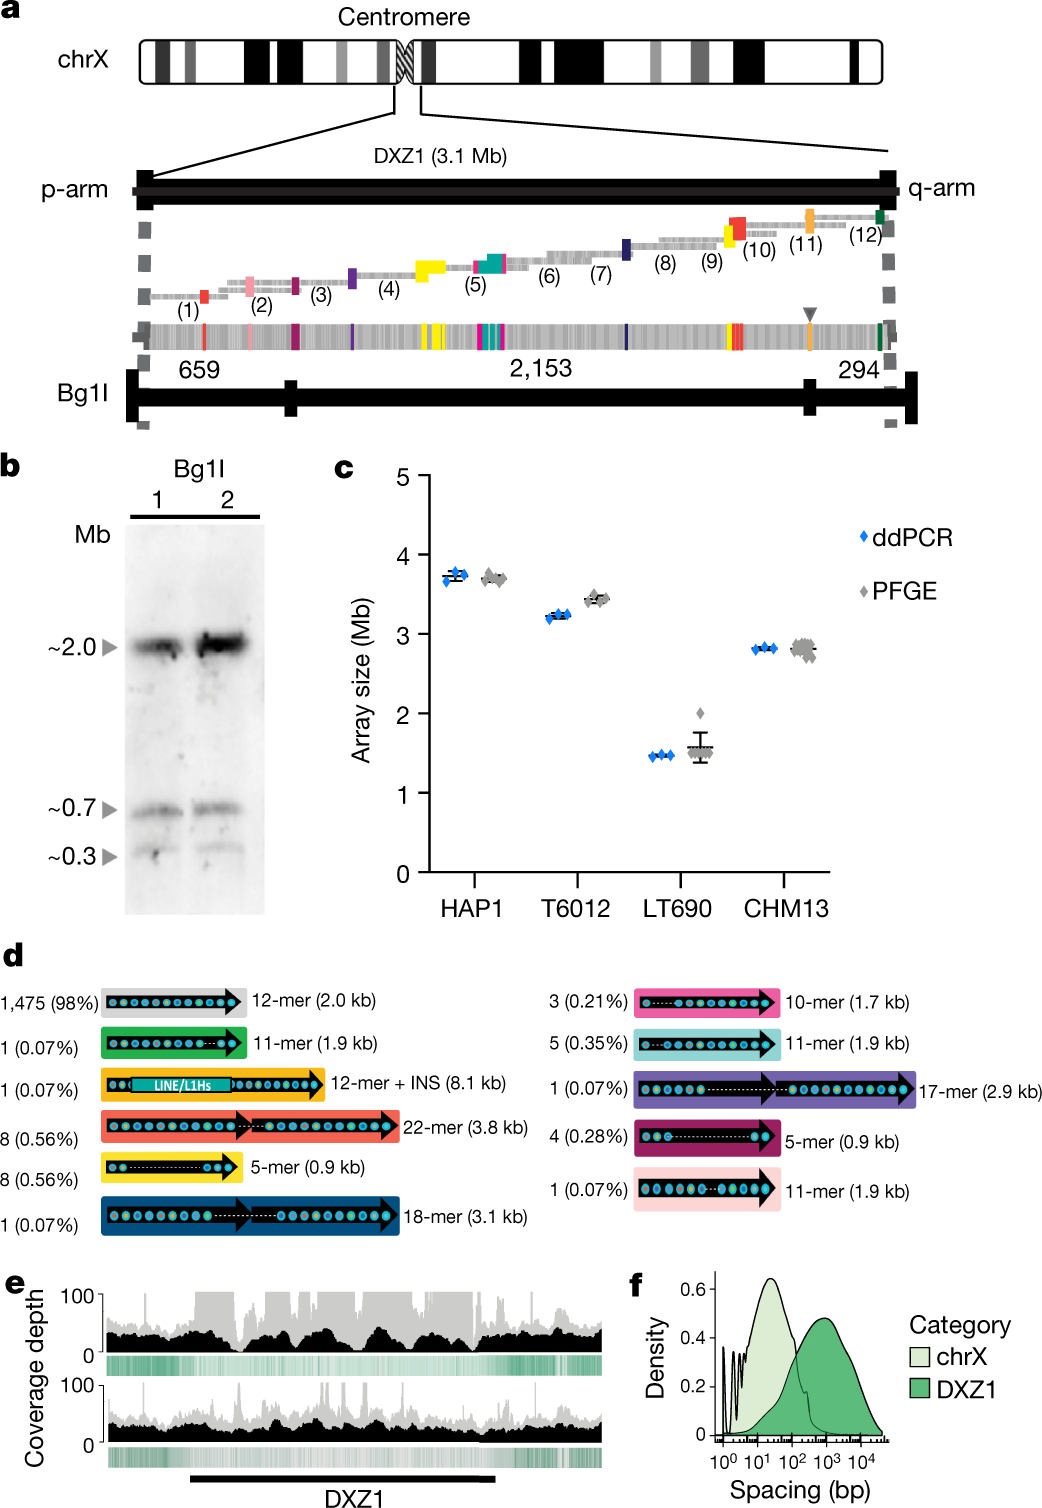 a
Centromere
chrX
DXZ1 (3.1 Mb)
p-arm
q-arm
(1)
(2)
(3)
(4)
(5)
(6)
(7)
(8)
(9)
(10)
(11)
(12)
659
2,153
294
Bg1I
b
Bg1I
1
2
Mb
~2.0
~0.7
~0.3
c
Array size (Mb)
5
4
3
2
1
0
HAP1
T6012
LT690
CHM13
ddPCR
PFGE
d
1,475 (98%)
12-mer (2.0 kb)
1 (0.07%)
11-mer (1.9 kb)
1 (0.07%)
LINE/L1Hs
12-mer + INS (8.1 kb)
8 (0.56%)
22-mer (3.8 kb)
8 (0.56%)
5-mer (0.9 kb)
1 (0.07%)
18-mer (3.1 kb)
3 (0.21%)
10-mer (1.7 kb)
5 (0.35%)
11-mer (1.9 kb)
1 (0.07%)
17-mer (2.9 kb)
4 (0.28%)
5-mer (0.9 kb)
1 (0.07%)
11-mer (1.9 kb)
e
Coverage depth
100
0
100
0
DXZ1
f
Density
0.6
0.4
0.2
0
10⁰
10¹
10²
10³
10⁴
Spacing (bp)
Category
chrX
DXZ1